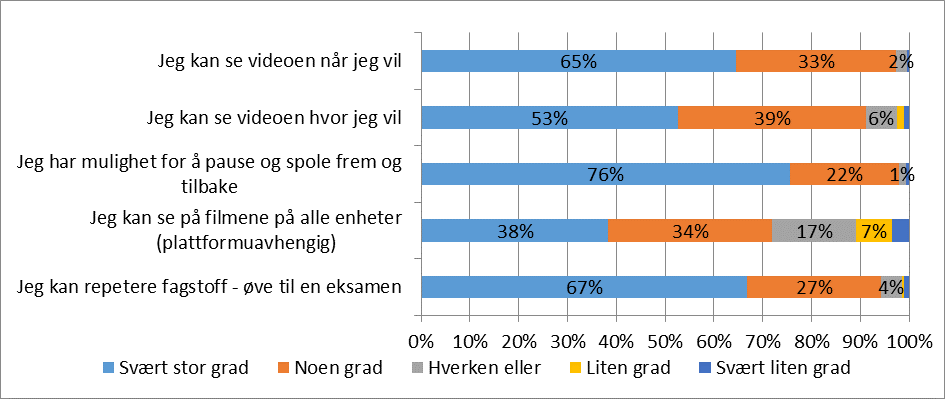 Jeg kan se videoen når jeg vil
65% 33% 2%
Jeg kan se videoen hvor jeg vil
53% 39% 6%
Jeg har mulighet for å pause og spole frem og
tilbake
76% 22% 1%
Jeg kan se på filmene på alle enheter
(plattformuavhengig)
38% 34% 17% 7%
Jeg kan repetere fagstoff - øve til en eksamen
67% 27% 4%
0% 10% 20% 30% 40% 50% 60% 70% 80% 90% 100%
Svært stor grad Noen grad Hverken eller Liten grad Svært liten grad